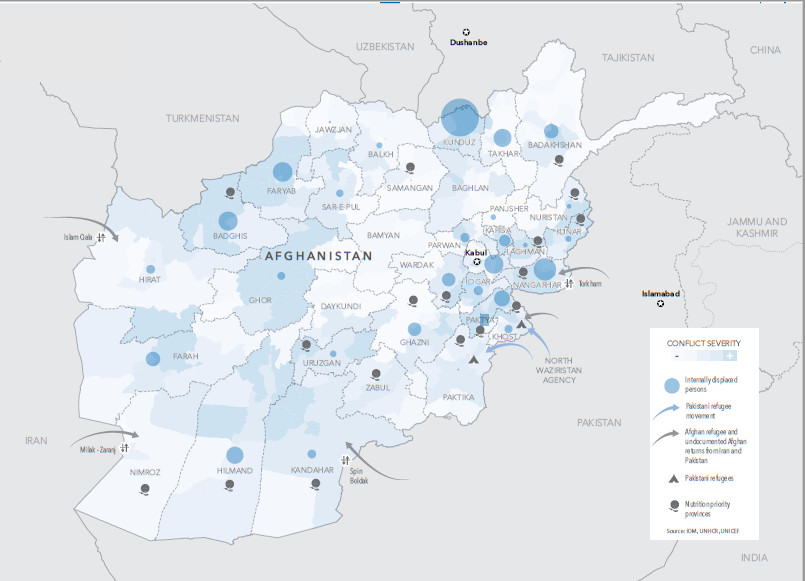 UZBEKISTAN
Dushanbe
TAJIKISTAN
CHINA
TURKMENISTAN
JAWZJAN
BALKH
KUNDUZ
TAKHAR
BADAKHSHAN
FARYAB
SAMANGAN
BAGHLAN
SAR-E-PUL
PANJSHER
NURISTAN
KAPISA
KUNAR
BADGHIS
BAMYAN
PARWAN
LAGHMAN
Islam Qala
AFGHANISTAN
Kabul
WARDAK
HIRAT
LOGAR
NANGARHAR
Torkham
JAMMU AND
KASHMIR
Islamabad
GHOR
DAYKUNDI
PAKTYA
KHOST
GHAZNI
FARAH
URUZGAN
NORTH
WAZIRISTAN
AGENCY
ZABUL
PAKTIKA
PAKISTAN
IRAN
Milak - Zaranj
NIMROZ
HILMAND
KANDAHAR
Spin
Boldak
INDIA
CONFLICT SEVERITY
- +
Internally displaced
persons
Pakistani refugee
movement
Afghan refugee and
undocumented Afghan
returns from Iran and
Pakistan
Pakistani refugees
Nutrition priority
provinces
Source: IOM, UNHCR, UNICEF